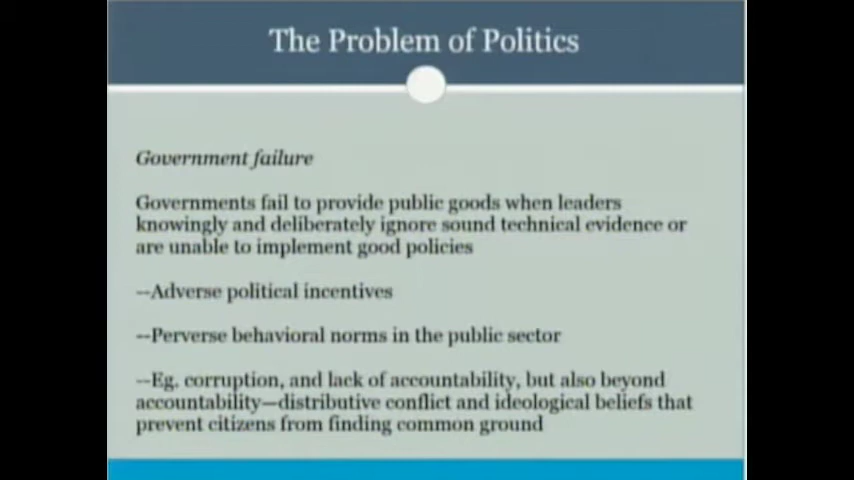 The Problem of Politics
Government failure
Governments fail to provide public goods when leaders
knowingly and deliberately ignore sound technical evidence or
are unable to implement good policies
--Adverse political incentives
--Perverse behavioral norms in the public sector
--Eg. corruption, and lack of accountability, but also beyond
accountability—distributive conflict and ideological beliefs that
prevent citizens from finding common ground